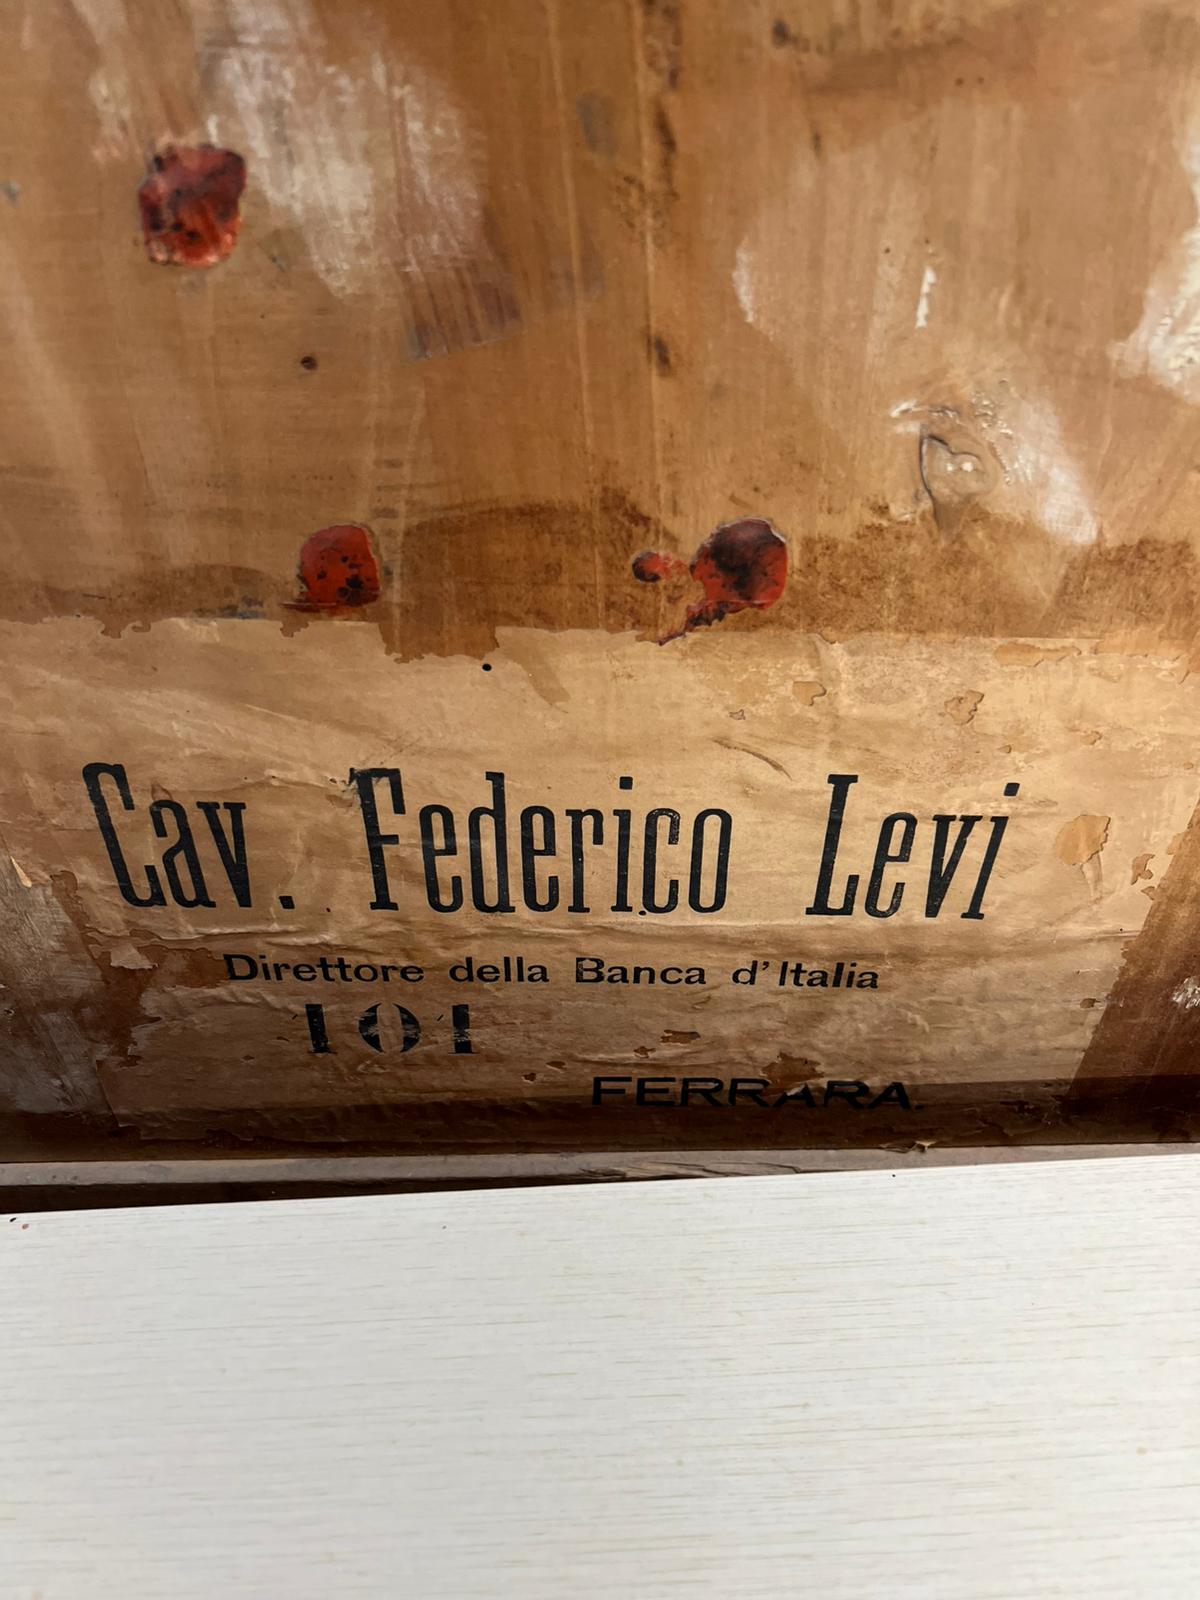 Cav. Federico Levi
Direttore della Banca d'Italia
101
FERRARA.